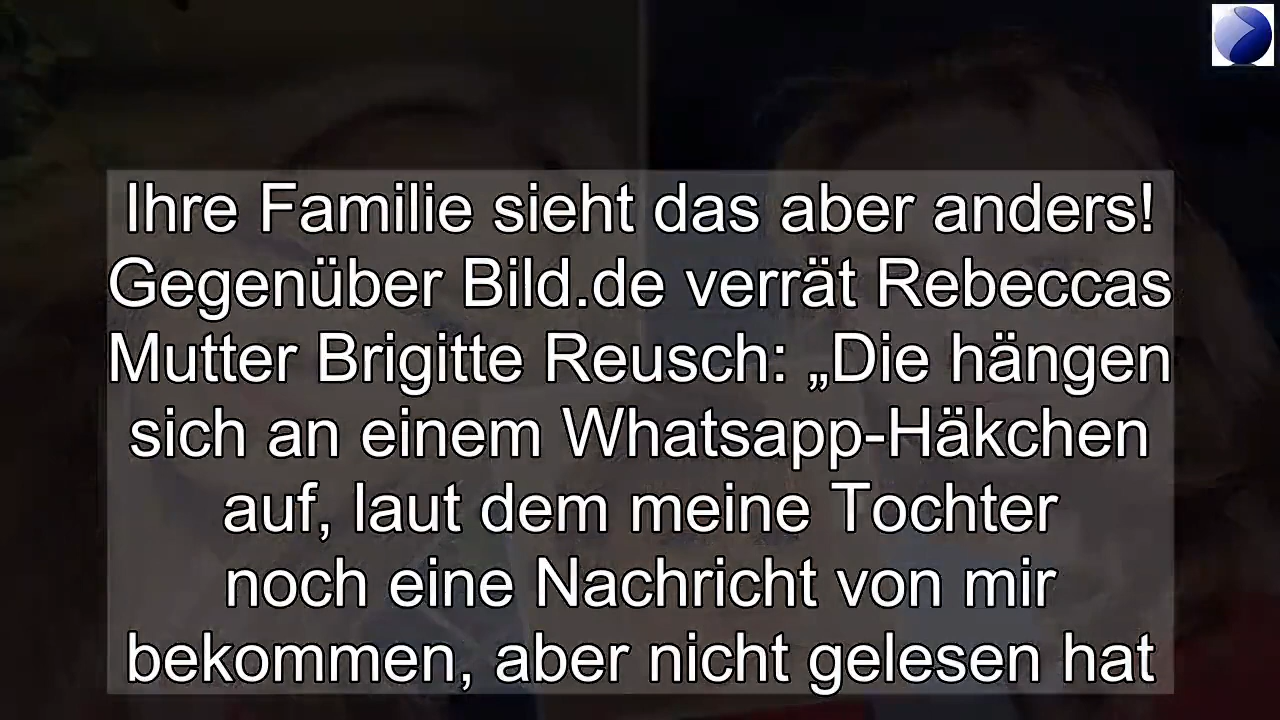 Ihre Familie sieht das aber anders!
Gegenüber Bild.de verrät Rebeccas
Mutter Brigitte Reusch: „Die hängen
sich an einem Whatsapp-Häkchen
auf, laut dem meine Tochter
noch eine Nachricht von mir
bekommen, aber nicht gelesen hat